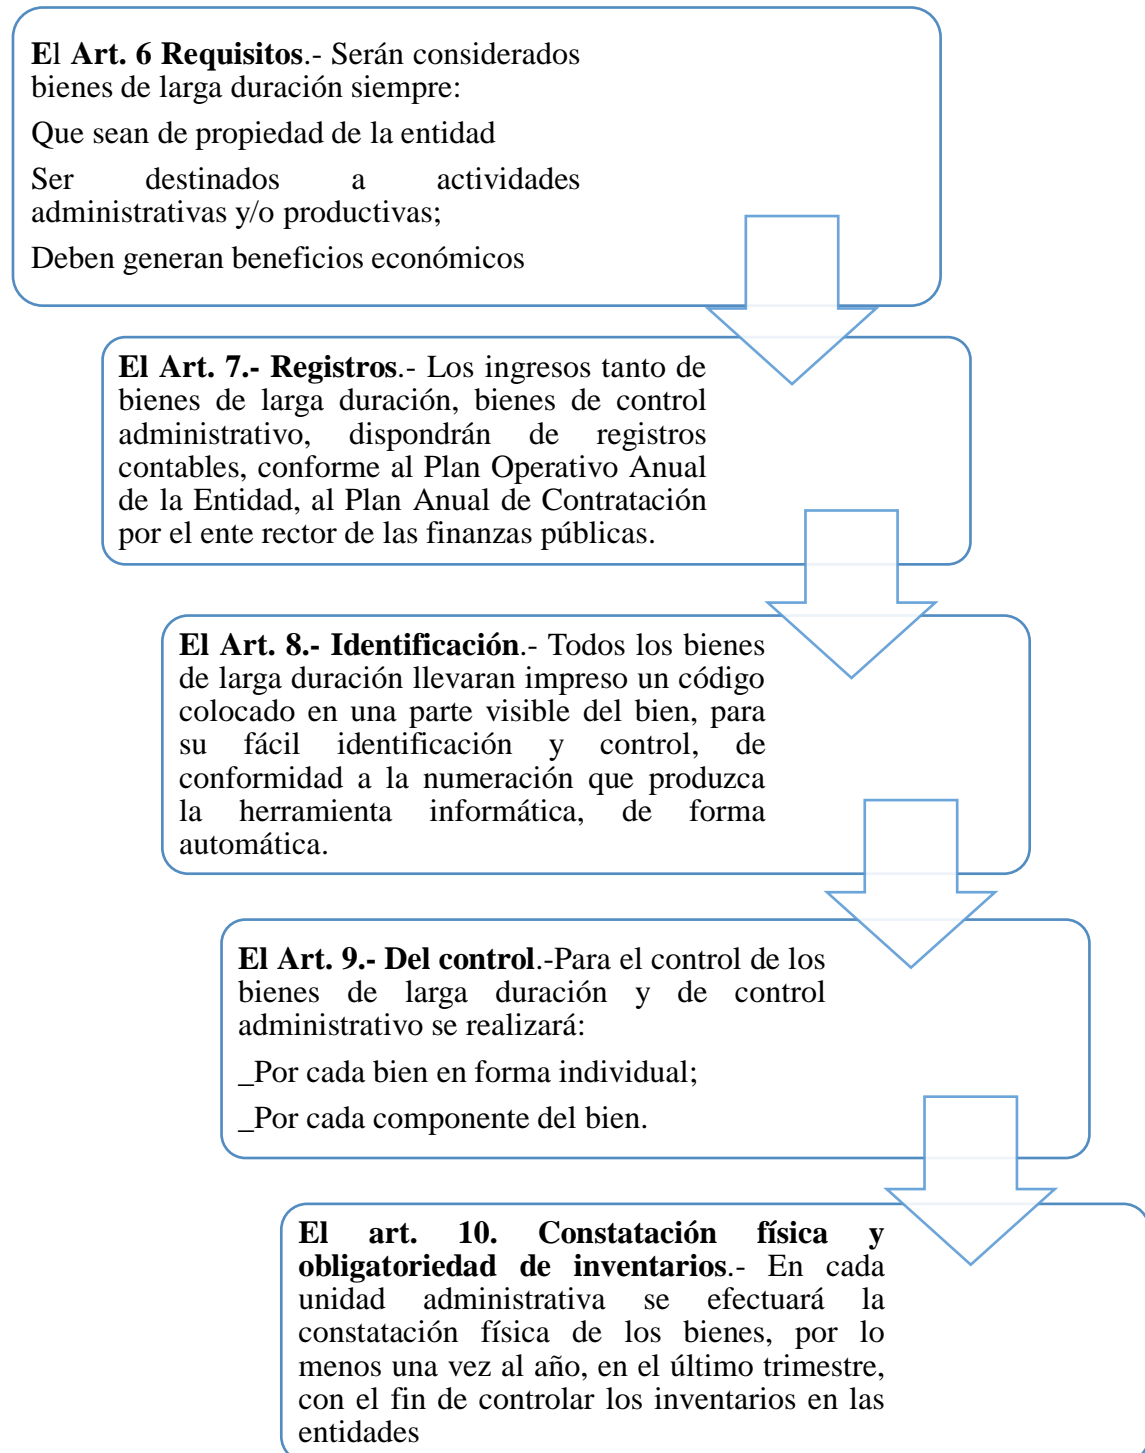 El Art. 6 Requisitos.- Serán considerados
bienes de larga duración siempre:
Que sean de propiedad de la entidad
Ser destinados a actividades
administrativas y/o productivas;
Deben generan beneficios económicos
El Art. 7.- Registros.- Los ingresos tanto de
bienes de larga duración, bienes de control
administrativo, dispondrán de registros
contables, conforme al Plan Operativo Anual
de la Entidad, al Plan Anual de Contratación
por el ente rector de las finanzas públicas.
El Art. 8.- Identificación.- Todos los bienes
de larga duración llevaran impreso un código
colocado en una parte visible del bien, para
su fácil identificación y control, de
conformidad a la numeración que produzca
la herramienta informática, de forma
automática.
El Art. 9.- Del control.-Para el control de los
bienes de larga duración y de control
administrativo se realizará:
_Por cada bien en forma individual;
_Por cada componente del bien.
El art. 10. Constatación física y
obligatoriedad de inventarios.- En cada
unidad administrativa se efectuará la
constatación física de los bienes, por lo
menos una vez al año, en el último trimestre,
con el fin de controlar los inventarios en las
entidades